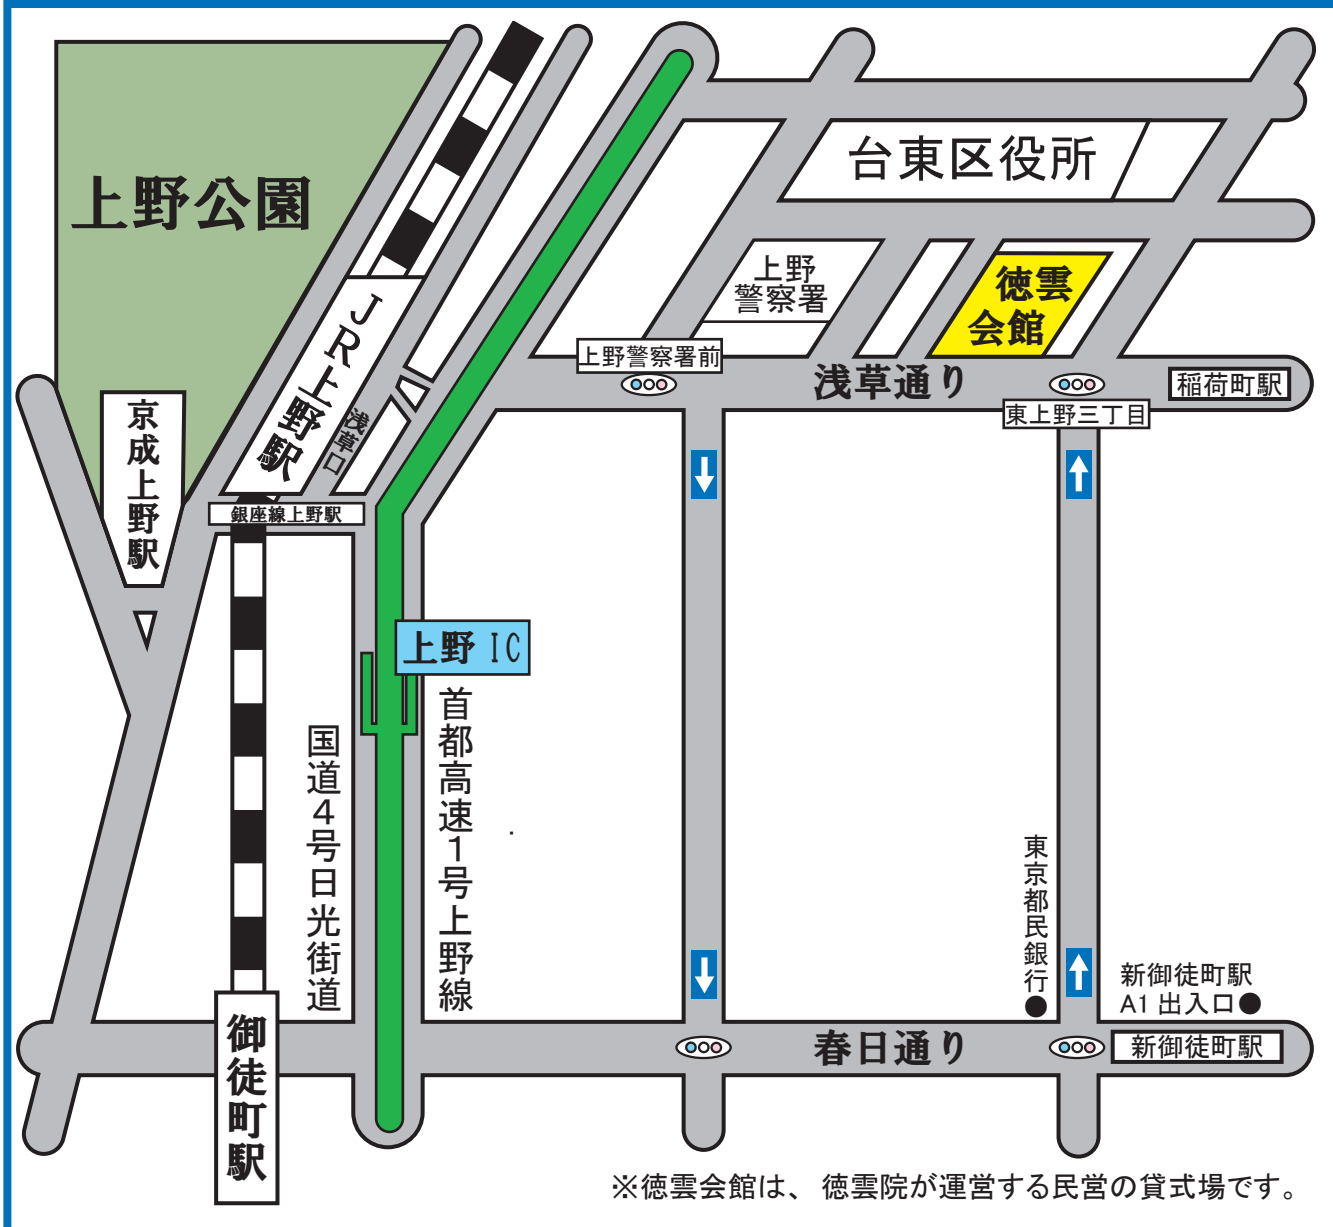 上野公園
台東区役所
上野
警察署
徳雲
会館
JR上野駅
浅草口
上野警察署前
浅草通り
稲荷町駅
東上野三丁目
京成上野駅
銀座線上野駅
上野 IC
首都高速1号上野線
国道4号日光街道
東京都民銀行●
新御徒町駅
A1出入口●
御徒町駅
春日通り
新御徒町駅
※徳雲会館は、徳雲院が運営する民営の貸式場です。